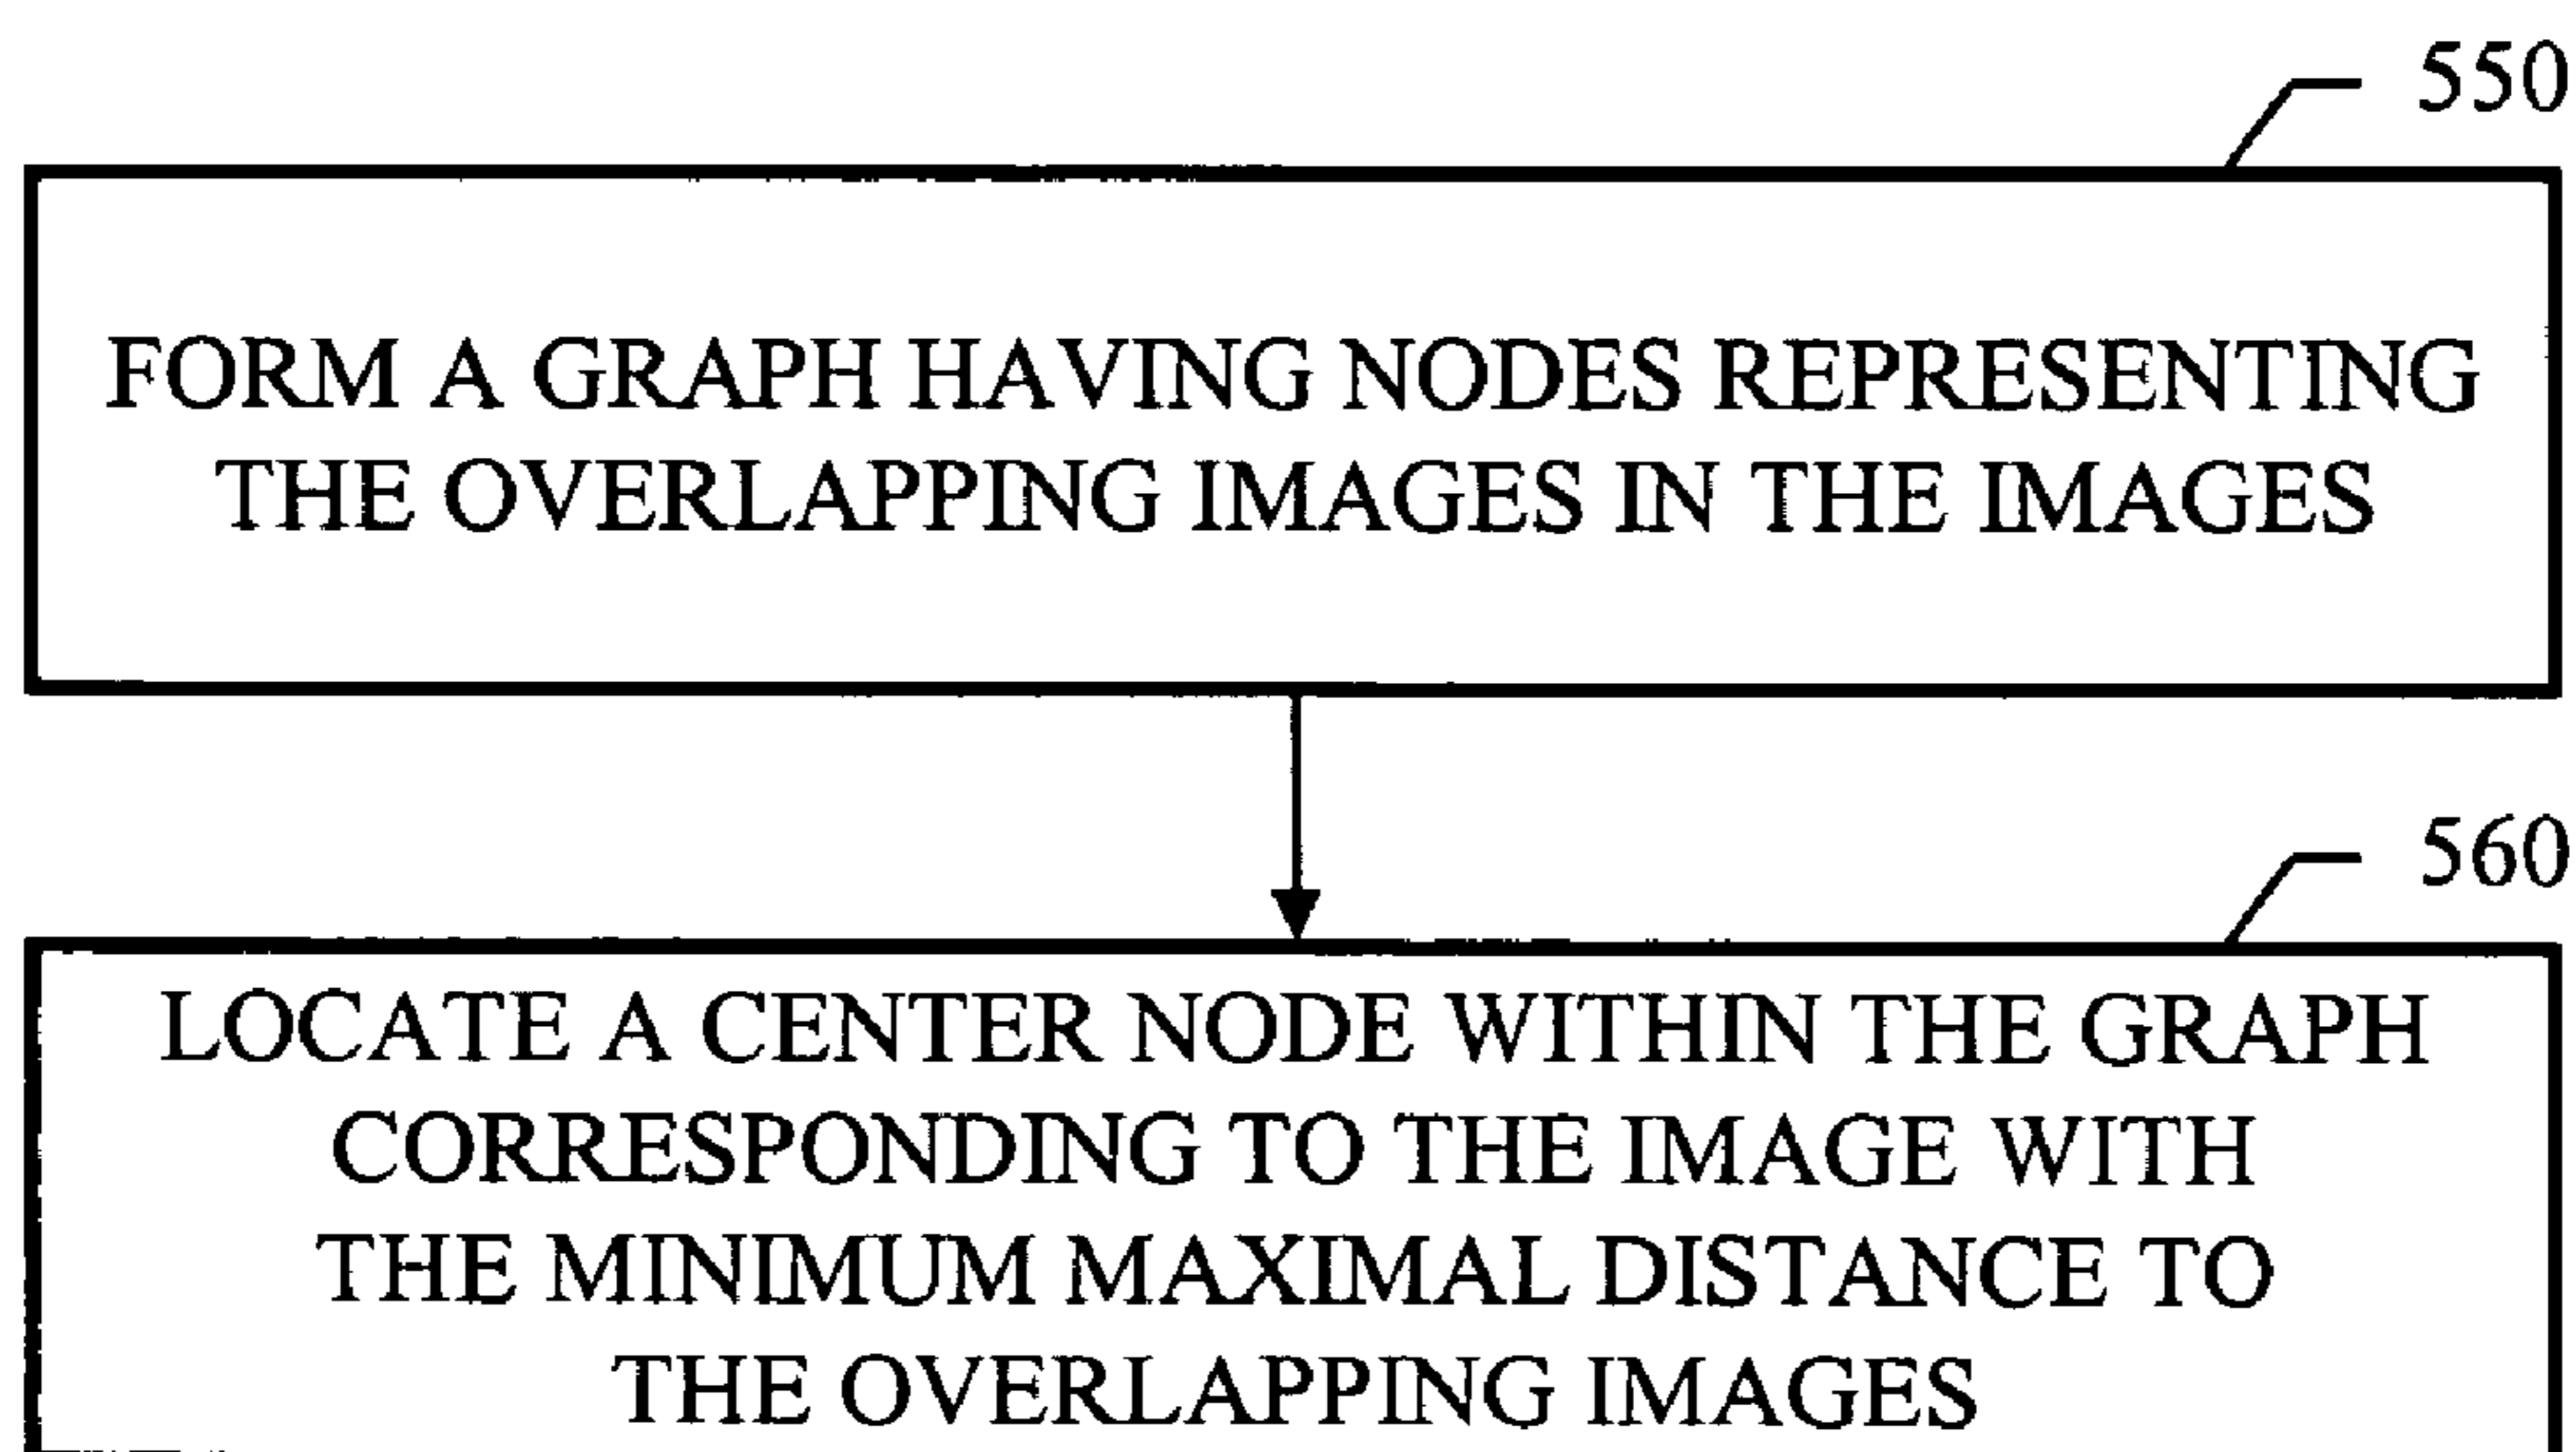 550
FORM A GRAPH HAVING NODES REPRESENTING
THE OVERLAPPING IMAGES IN THE IMAGES
560
LOCATE A CENTER NODE WITHIN THE GRAPH
CORRESPONDING TO THE IMAGE WITH
THE MINIMUM MAXIMAL DISTANCE TO
THE OVERLAPPING IMAGES